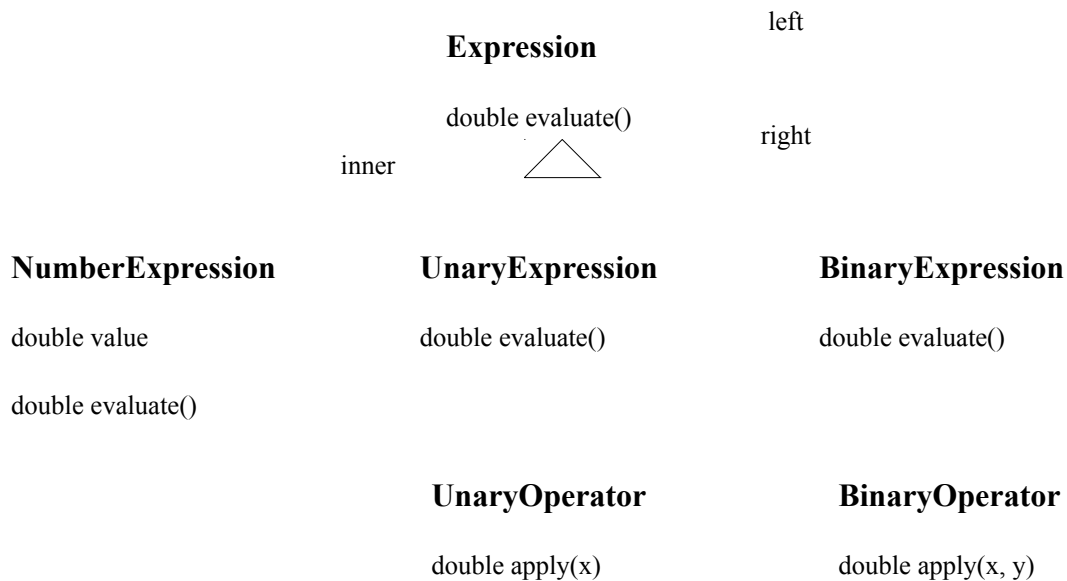 left
Expression
double evaluate()
right
inner
NumberExpression
double value
double evaluate()
UnaryExpression
double evaluate()
BinaryExpression
double evaluate()
UnaryOperator
double apply(x)
BinaryOperator
double apply(x, y)